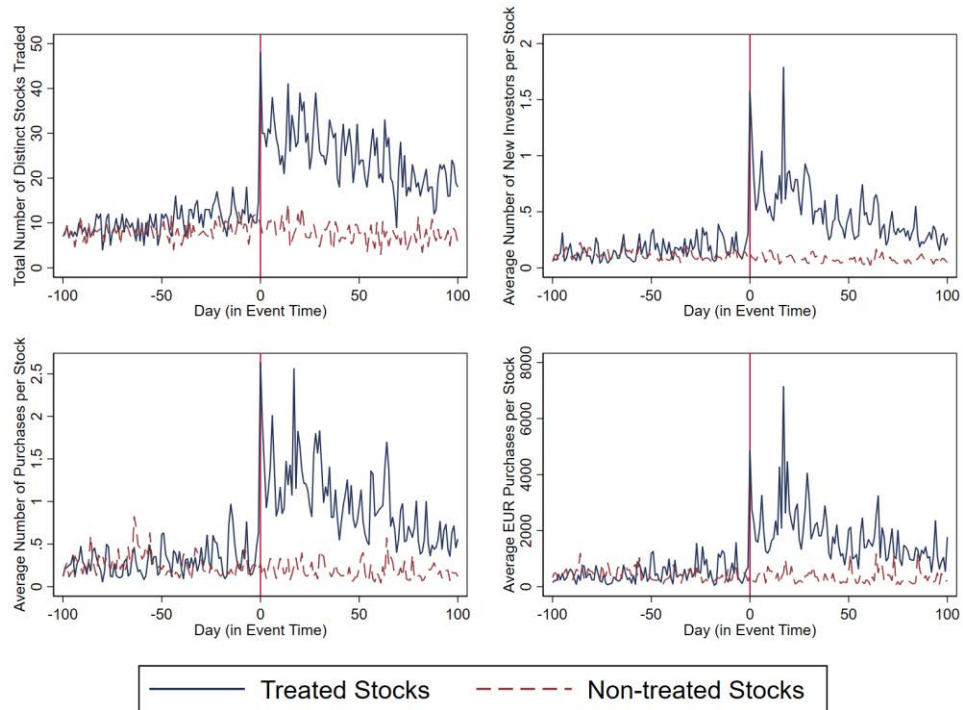 Total Number of Distinct Stocks Traded
50
40
30
20
10
0
-100 -50 0 50 100
Day (in Event Time)
Average Number of New Investors per Stock
2
1.5
1
.5
0
-100 -50 0 50 100
Day (in Event Time)
Average Number of Purchases per Stock
2.5
2
1.5
1
.5
0
-100 -50 0 50 100
Day (in Event Time)
Average EUR Purchases per Stock
8000
6000
4000
2000
0
-100 -50 0 50 100
Day (in Event Time)
Treated Stocks Non-treated Stocks